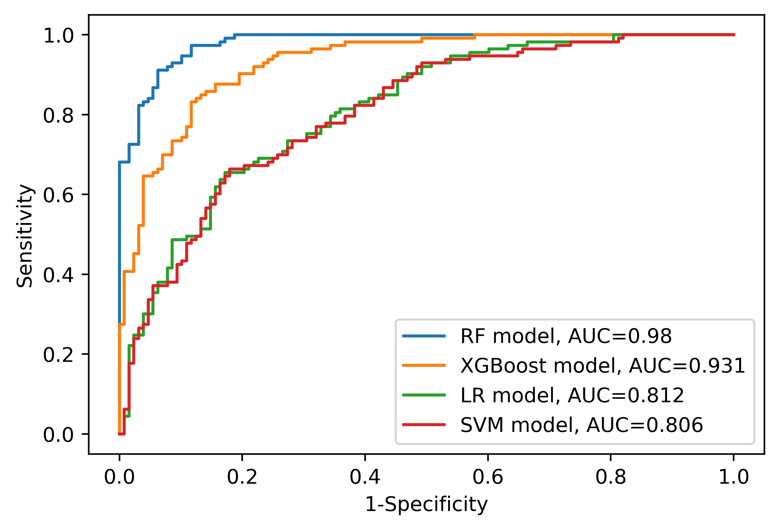 1.0
0.8
0.6
0.4
0.2
0.0
Sensitivity
RF model, AUC=0.98
XGBoost model, AUC=0.931
LR model, AUC=0.812
SVM model, AUC=0.806
0.0 0.2 0.4 0.6 0.8 1.0
1-Specificity